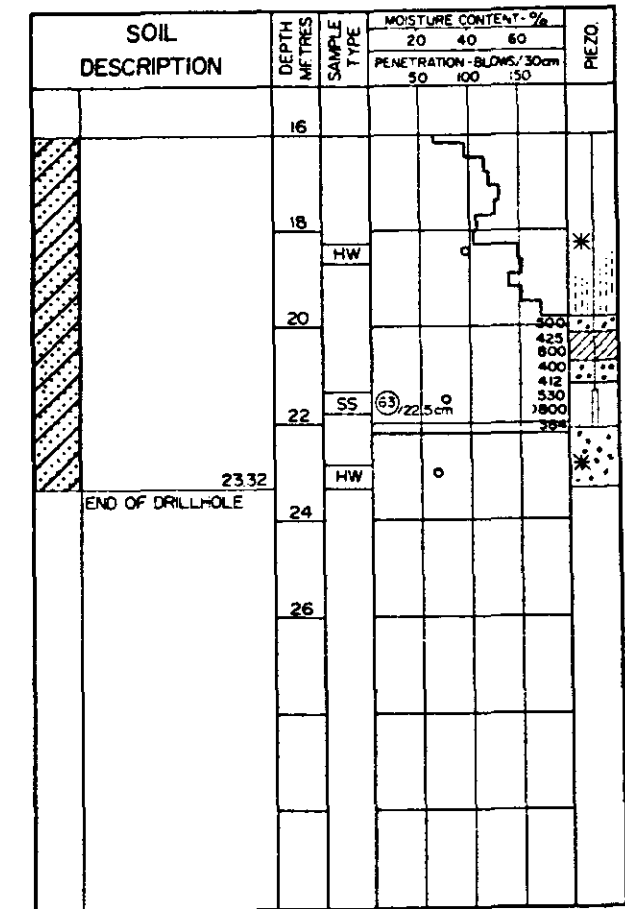 SOIL DESCRIPTION
DEPTH METRES
SAMPLE TYPE
MOISTURE CONTENT-%
20 40 60
PENETRATION-BLOWS/30cm
50 100 150
PIEZO.
16
18
HW
20
500
425
600
400
412
SS
63 /22.5cm
530
>800
22
384
23.32
HW
END OF DRILLHOLE
24
26